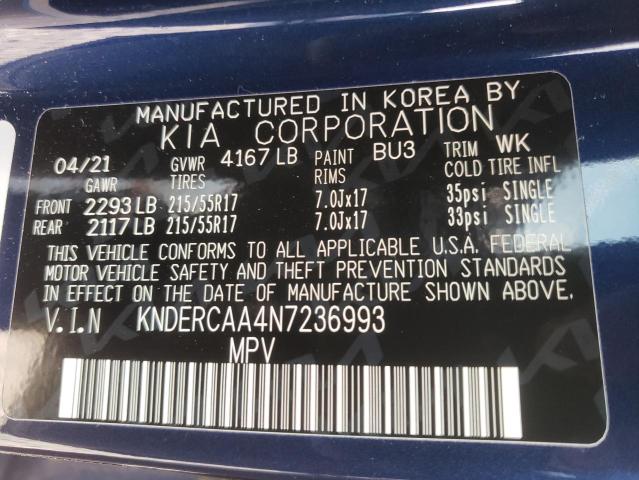 MANUFACTURED IN KOREA BY
KIA CORPORATION
04/21 GVWR 4167 LB PAINT BU3 TRIM WK
GAWR TIRES RIMS COLD TIRE INFL
FRONT 2293 LB 215/55R17 7.0Jx17 35psi SINGLE
REAR 2117 LB 215/55R17 7.0Jx17 33psi SINGLE
THIS VEHICLE CONFORMS TO ALL APPLICABLE U.S.A. FEDERAL
MOTOR VEHICLE SAFETY AND THEFT PREVENTION STANDARDS
IN EFFECT ON THE DATE OF MANUFACTURE SHOWN ABOVE.
V.I.N KNDERCAA4N7236993
MPV